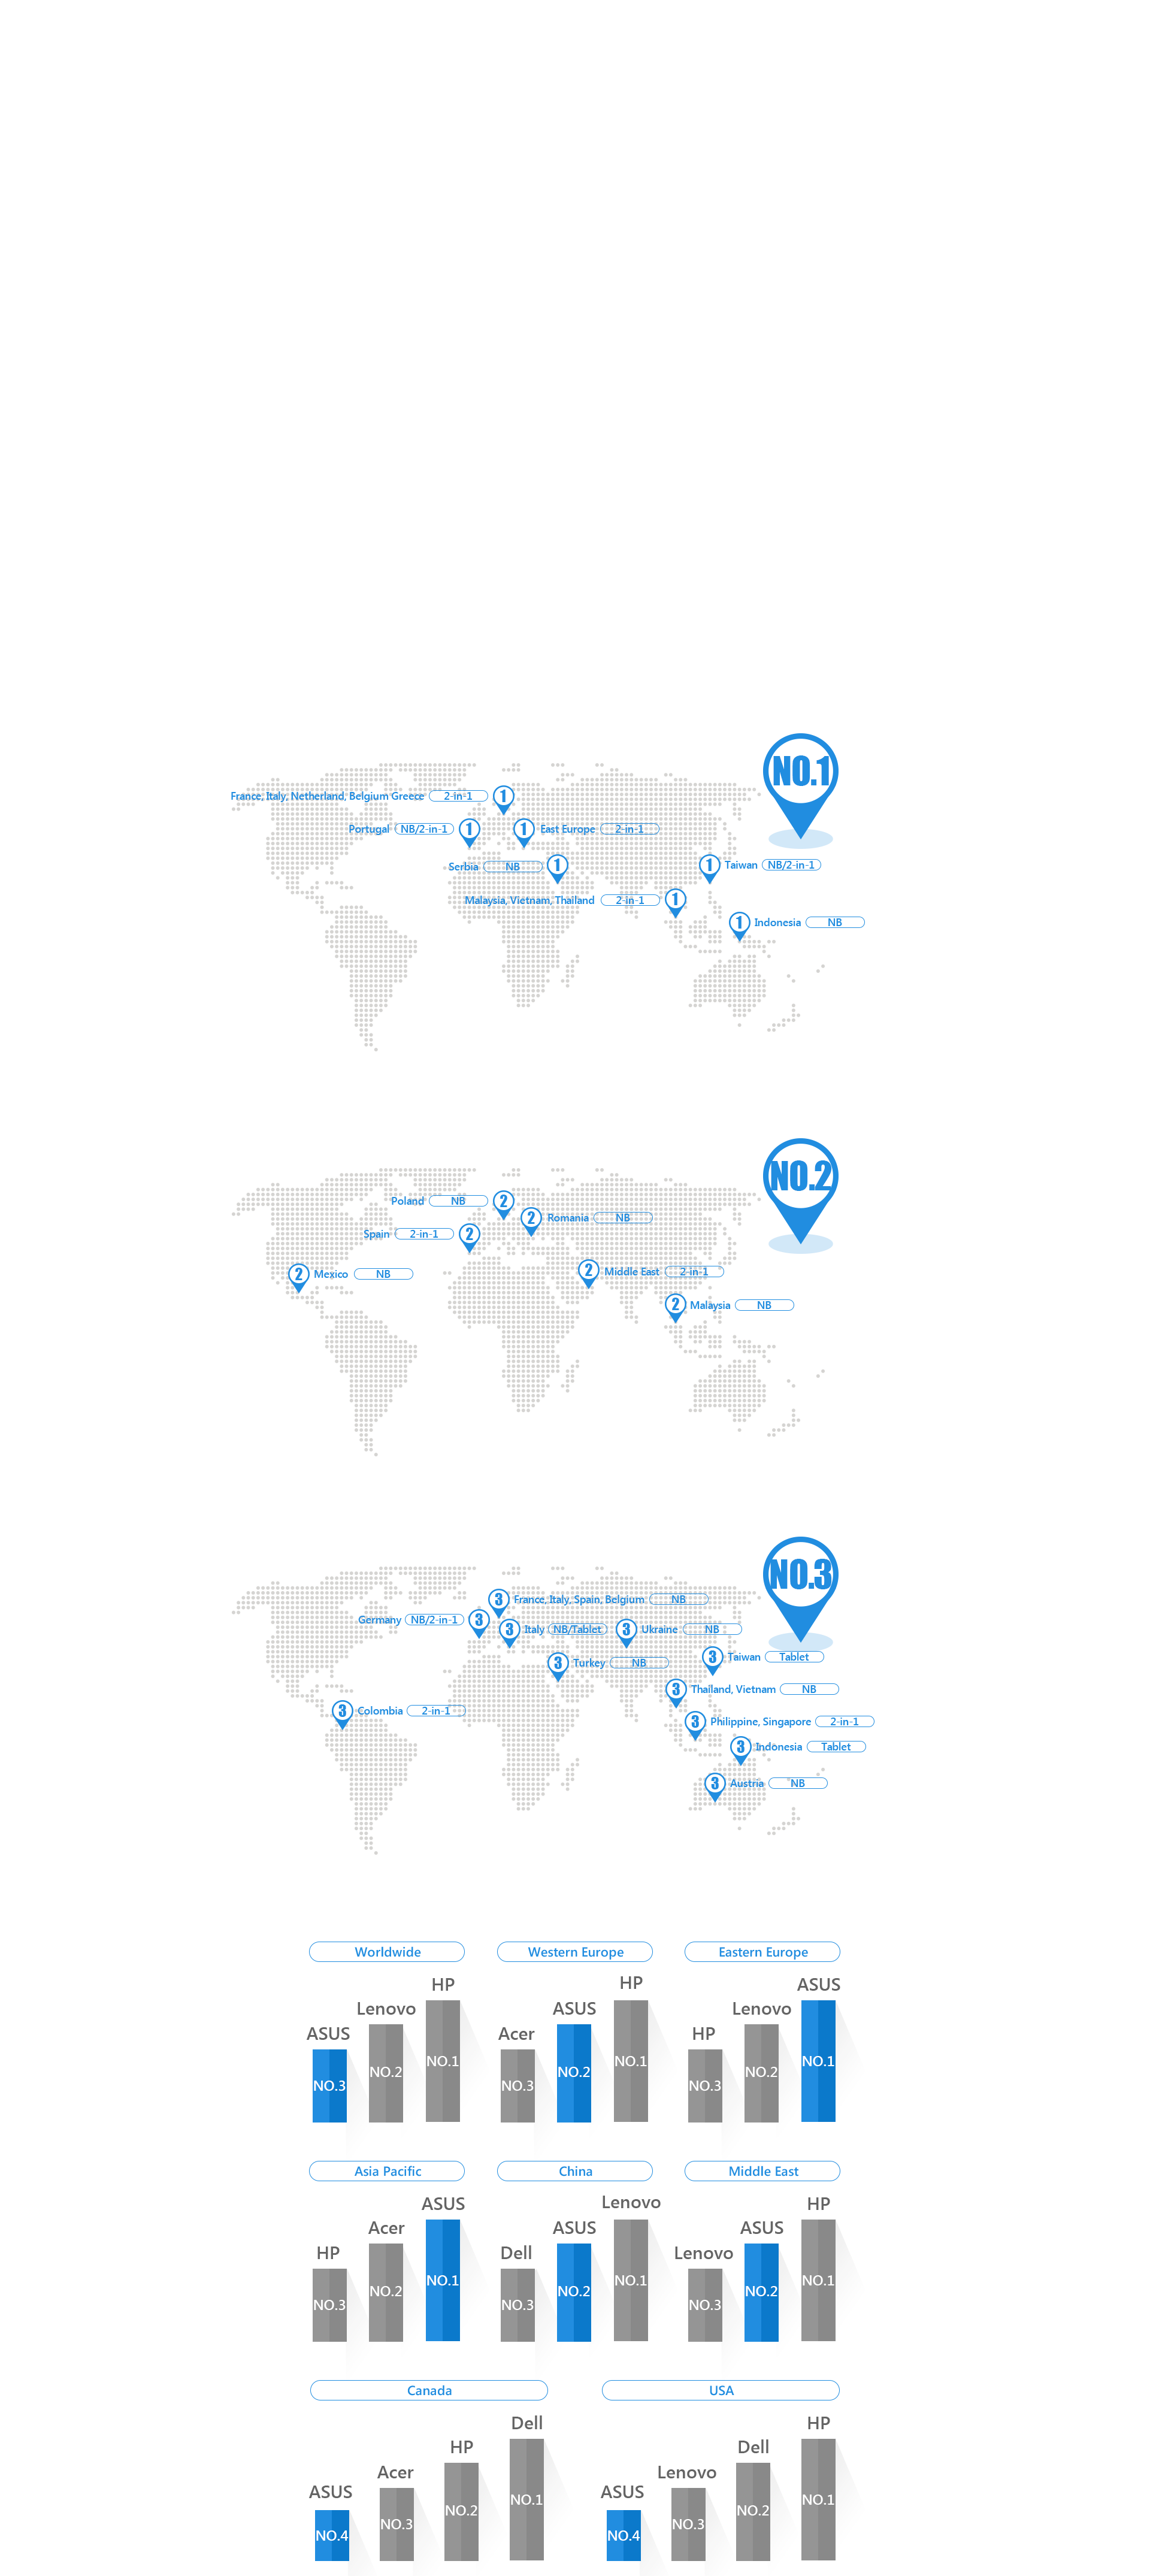 NO.1
France, Italy, Netherland, Belgium Greece 2-in-1 1
Portugal NB/2-in-1 1
1 East Europe 2-in-1
Serbia NB 1
1 Taiwan NB/2-in-1
Malaysia, Vietnam, Thailand 2-in-1 1
1 Indonesia NB
NO.2
Poland NB 2
2 Romania NB
Spain 2-in-1 2
2 Mexico NB
2 Middle East 2-in-1
2 Malaysia NB
NO.3
3 France, Italy, Spain, Belgium NB
Germany NB/2-in-1 3
3 Italy NB/Tablet
3 Ukraine NB
3 Taiwan Tablet
3 Turkey NB
3 Thailand, Vietnam NB
3 Colombia 2-in-1
3 Philippine, Singapore 2-in-1
3 Indonesia Tablet
3 Austria NB
Worldwide
ASUS
NO.3
Lenovo
NO.2
HP
NO.1
Western Europe
Acer
NO.3
ASUS
NO.2
HP
NO.1
Eastern Europe
HP
NO.3
Lenovo
NO.2
ASUS
NO.1
Asia Pacific
HP
NO.3
Acer
NO.2
ASUS
NO.1
China
Dell
NO.3
ASUS
NO.2
Lenovo
NO.1
Middle East
Lenovo
NO.3
ASUS
NO.2
HP
NO.1
Canada
ASUS
NO.4
Acer
NO.3
HP
NO.2
Dell
NO.1
USA
ASUS
NO.4
Lenovo
NO.3
Dell
NO.2
HP
NO.1